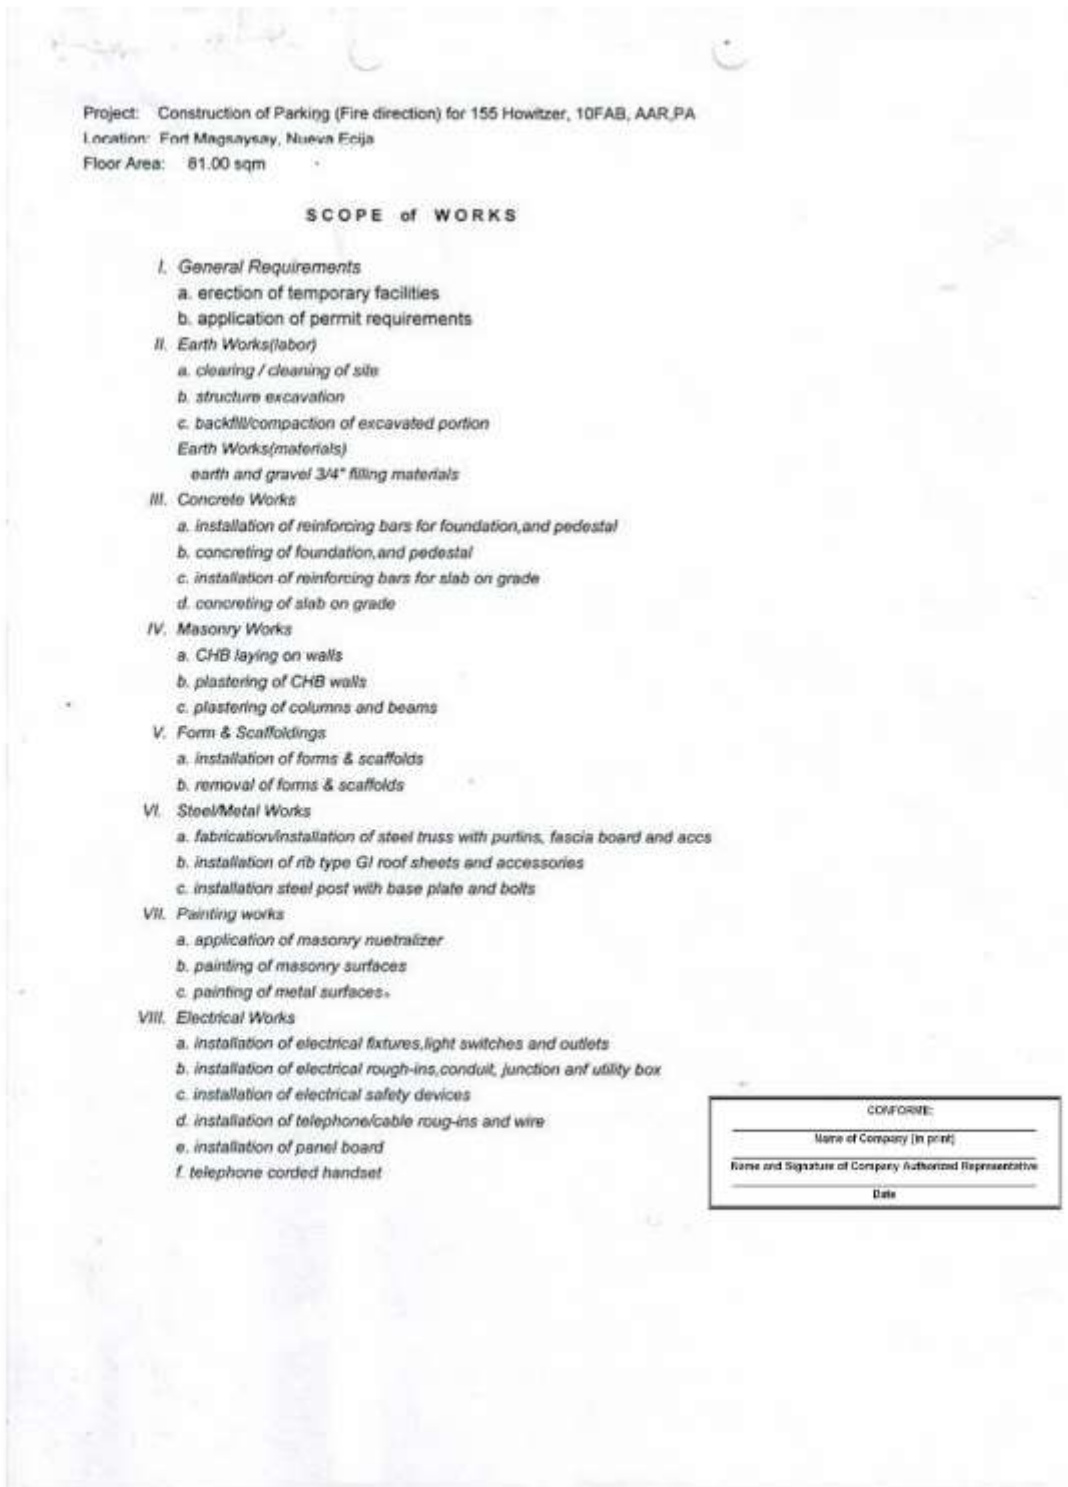 Project: Construction of Parking (Fire direction) for 155 Howitzer, 10FAB, AAR,PA
Location: Fort Magsaysay, Nueva Ecija
Floor Area: 81.00 sqm
SCOPE of WORKS
I. General Requirements
a. erection of temporary facilities
b. application of permit requirements
II. Earth Works(labor)
a. clearing / cleaning of site
b. structure excavation
c. backfill/compaction of excavated portion
Earth Works(materials)
earth and gravel 3/4" filling materials
III. Concrete Works
a. installation of reinforcing bars for foundation,and pedestal
b. concreting of foundation,and pedestal
c. installation of reinforcing bars for slab on grade
d. concreting of slab on grade
IV. Masonry Works
a. CHB laying on walls
b. plastering of CHB walls
c. plastering of columns and beams
V. Form & Scaffoldings
a. installation of forms & scaffolds
b. removal of forms & scaffolds
VI. Steel/Metal Works
a. fabrication/installation of steel truss with purlins, fascia board and accs
b. installation of rib type GI roof sheets and accessories
c. installation steel post with base plate and bolts
VII. Painting works
a. application of masonry nuetralizer
b. painting of masonry surfaces
c. painting of metal surfaces.
VIII. Electrical Works
a. installation of electrical fixtures,light switches and outlets
b. installation of electrical rough-ins,conduit, junction anf utility box
c. installation of electrical safety devices
d. installation of telephone/cable roug-ins and wire
e. installation of panel board
f. telephone corded handset
CONFORME:
Name of Company (in print)
Name and Signature of Company Authorized Representative
Date